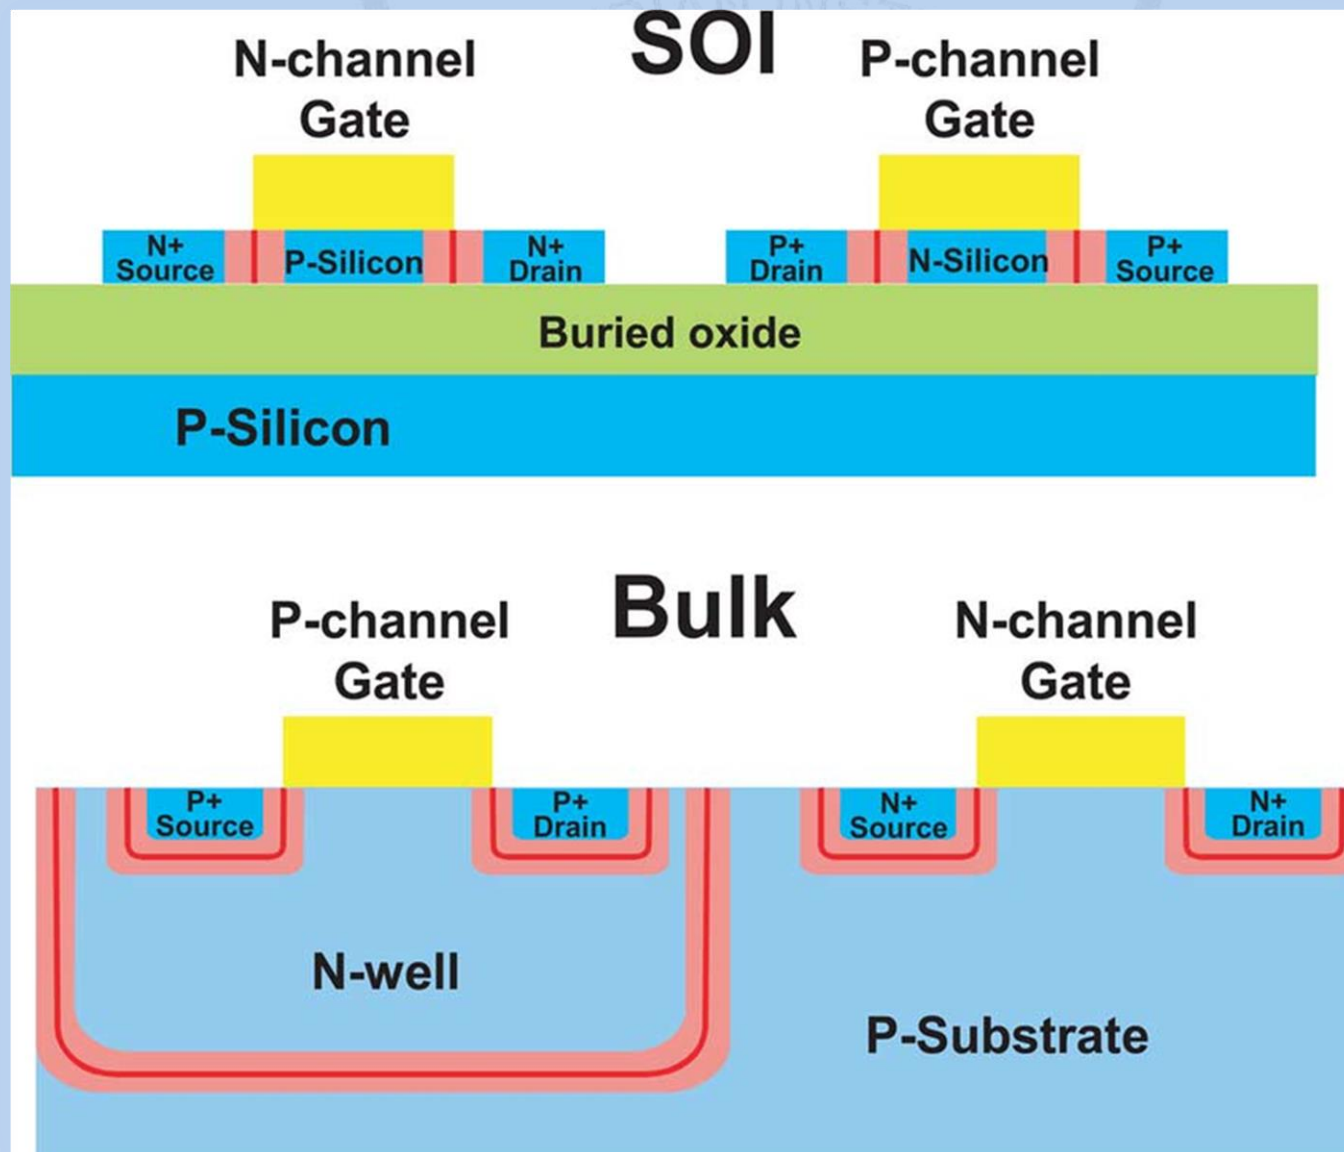 SOI
N-channel
Gate
P-channel
Gate
N+
Source
P-Silicon
N+
Drain
P+
Drain
N-Silicon
P+
Source
Buried oxide
P-Silicon
Bulk
P-channel
Gate
N-channel
Gate
P+
Source
P+
Drain
N+
Source
N+
Drain
N-well
P-Substrate